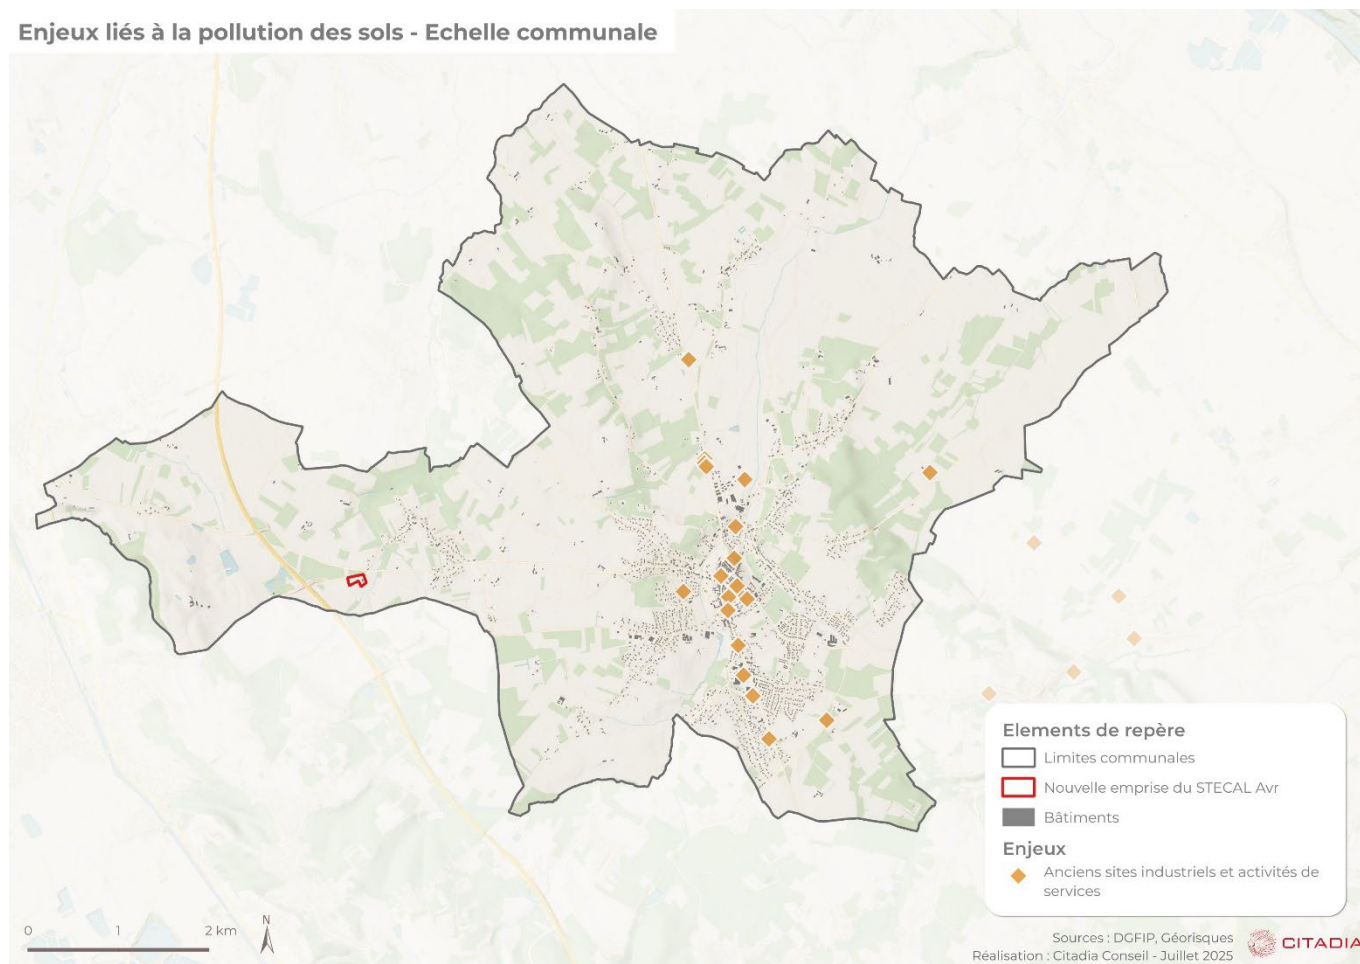 Enjeux liés à la pollution des sols - Echelle communale
Elements de repère
Limites communales
Nouvelle emprise du STECAL Avr
Bâtiments
Enjeux
Anciens sites industriels et activités de
services
0 1 2 km
N
Sources : DGFIP, Géorisques
Réalisation : Citadia Conseil - Juillet 2025
CITADIA